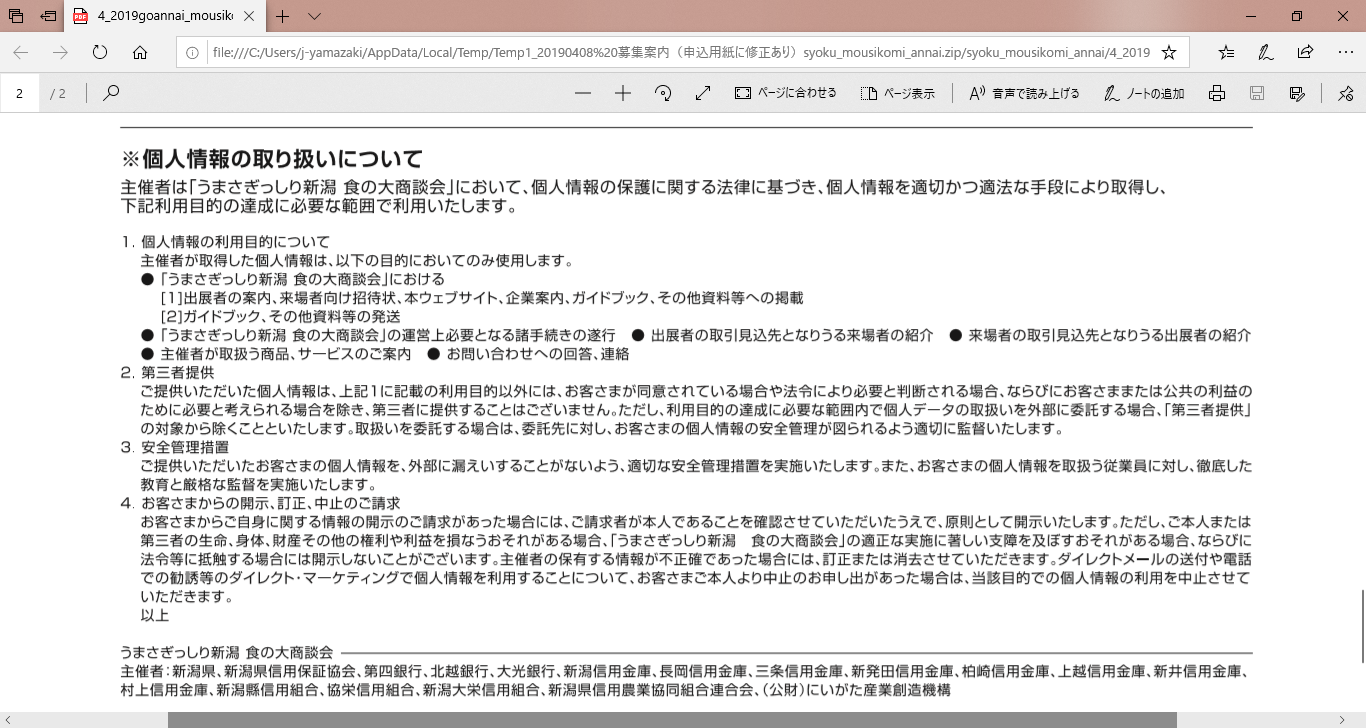 4_2019goannai_mousiko
file:///C:/Users/j-yamazaki/AppData/Local/Temp/Temp1_20190408%20募集案内（申込用紙に修正あり）syoku_mousikomi_annai.zip/syoku_mousikomi_annai/4_2019
2 / 2 ページに合わせる ページ表示 音声で読み上げる ノートの追加
※個人情報の取り扱いについて
主催者は「うまさぎっしり新潟 食の大商談会」において、個人情報の保護に関する法律に基づき、個人情報を適切かつ適法な手段により取得し、
下記利用目的の達成に必要な範囲で利用いたします。
1. 個人情報の利用目的について
主催者が取得した個人情報は、以下の目的においてのみ使用します。
● 「うまさぎっしり新潟 食の大商談会」における
[1]出展者の案内、来場者向け招待状、本ウェブサイト、企業案内、ガイドブック、その他資料等への掲載
[2]ガイドブック、その他資料等の発送
● 「うまさぎっしり新潟 食の大商談会」の運営上必要となる諸手続きの遂行 ● 出展者の取引見込先となりうる来場者の紹介 ● 来場者の取引見込先となりうる出展者の紹介
● 主催者が取扱う商品、サービスのご案内 ● お問い合わせへの回答、連絡
2. 第三者提供
ご提供いただいた個人情報は、上記1に記載の利用目的以外には、お客さまが同意されている場合や法令により必要と判断される場合、ならびにお客さままたは公共の利益の
ために必要と考えられる場合を除き、第三者に提供することはございません。ただし、利用目的の達成に必要な範囲内で個人データの取扱いを外部に委託する場合、「第三者提供」
の対象から除くことといたします。取扱いを委託する場合は、委託先に対し、お客さまの個人情報の安全管理が図られるよう適切に監督いたします。
3. 安全管理措置
ご提供いただいたお客さまの個人情報を、外部に漏えいすることがないよう、適切な安全管理措置を実施いたします。また、お客さまの個人情報を取扱う従業員に対し、徹底した
教育と厳格な監督を実施いたします。
4. お客さまからの開示、訂正、中止のご請求
お客さまからご自身に関する情報の開示のご請求があった場合には、ご請求者が本人であることを確認させていただいたうえで、原則として開示いたします。ただし、ご本人または
第三者の生命、身体、財産その他の権利や利益を損なうおそれがある場合、「うまさぎっしり新潟　食の大商談会」の適正な実施に著しい支障を及ぼすおそれがある場合、ならびに
法令等に抵触する場合には開示しないことがございます。主催者の保有する情報が不正確であった場合には、訂正または消去させていただきます。ダイレクトメールの送付や電話
での勧誘等のダイレクト・マーケティングで個人情報を利用することについて、お客さまご本人より中止のお申し出があった場合は、当該目的での個人情報の利用を中止させて
いただきます。
以上
うまさぎっしり新潟 食の大商談会
主催者：新潟県、新潟県信用保証協会、第四銀行、北越銀行、大光銀行、新潟信用金庫、長岡信用金庫、三条信用金庫、新発田信用金庫、柏崎信用金庫、上越信用金庫、新井信用金庫、
村上信用金庫、新潟縣信用組合、協栄信用組合、新潟大栄信用組合、新潟県信用農業協同組合連合会、（公財）にいがた産業創造機構